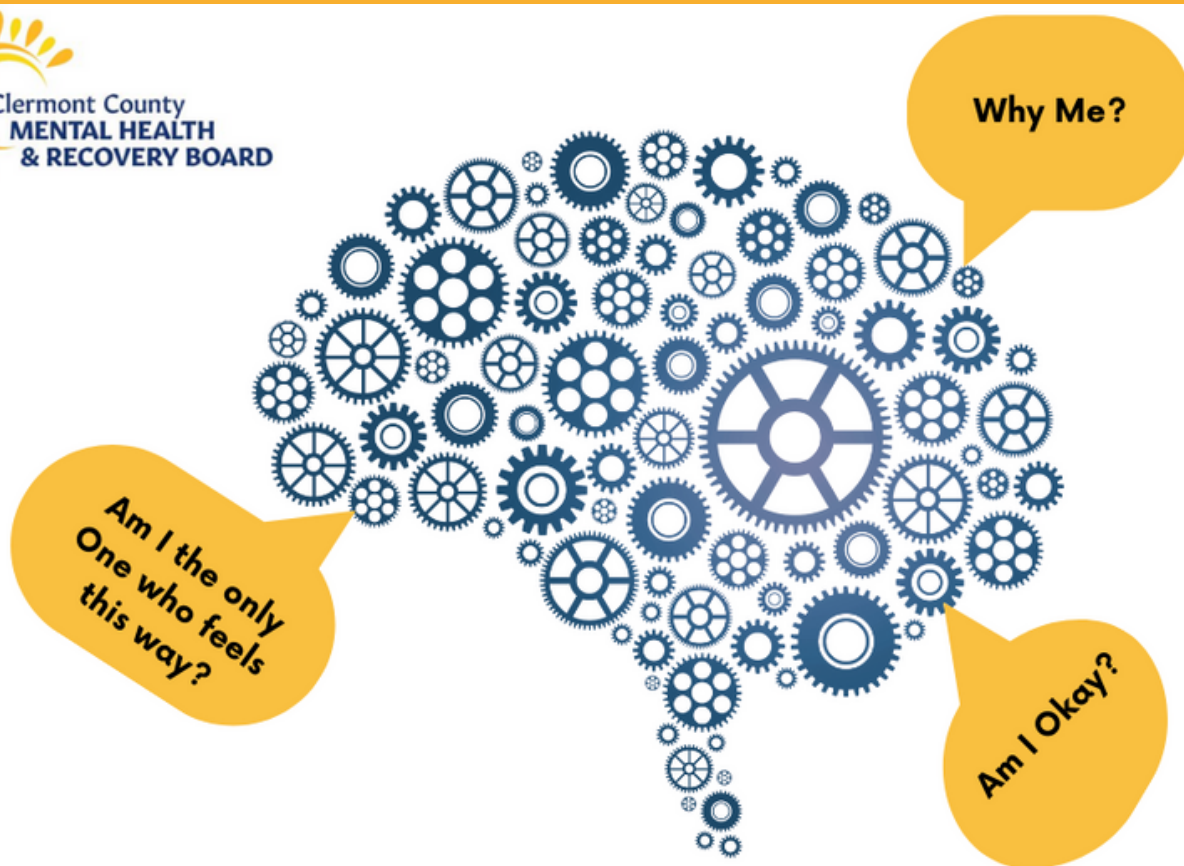 Clermont County
MENTAL HEALTH
& RECOVERY BOARD
Why Me?
Am I the only
One who feels
this way?
Am I Okay?